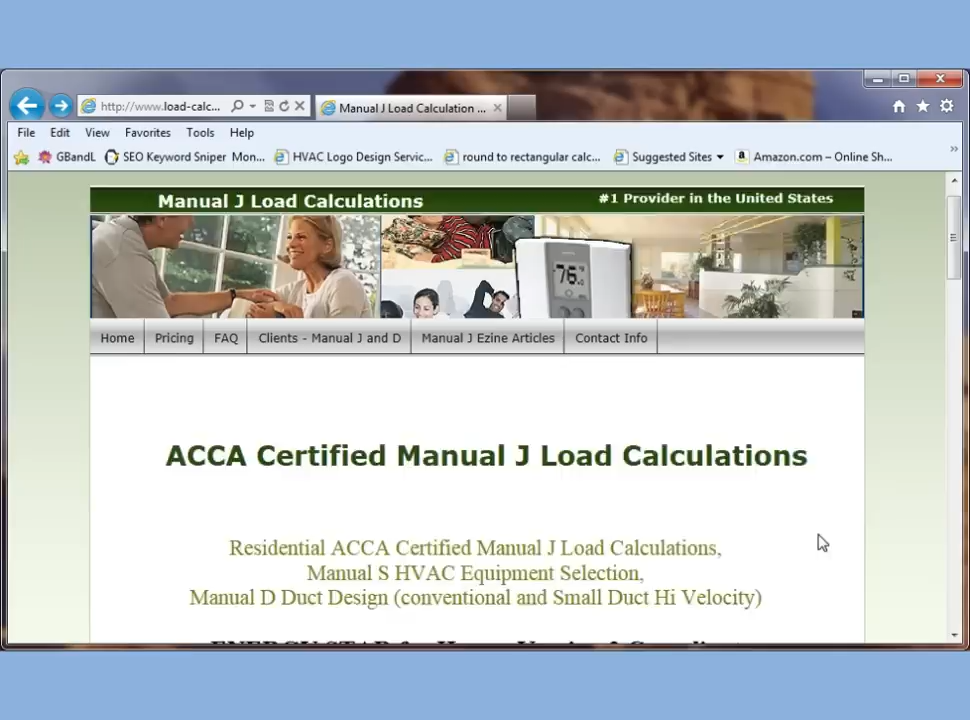 http://www.load-calc...
Manual J Load Calculation ...
File Edit View Favorites Tools Help
GBandL SEO Keyword Sniper Mon... HVAC Logo Design Servic... round to rectangular calc... Suggested Sites Amazon.com – Online Sh...
Manual J Load Calculations #1 Provider in the United States
76
Home Pricing FAQ Clients - Manual J and D Manual J Ezine Articles Contact Info
ACCA Certified Manual J Load Calculations
Residential ACCA Certified Manual J Load Calculations,
Manual S HVAC Equipment Selection,
Manual D Duct Design (conventional and Small Duct Hi Velocity)